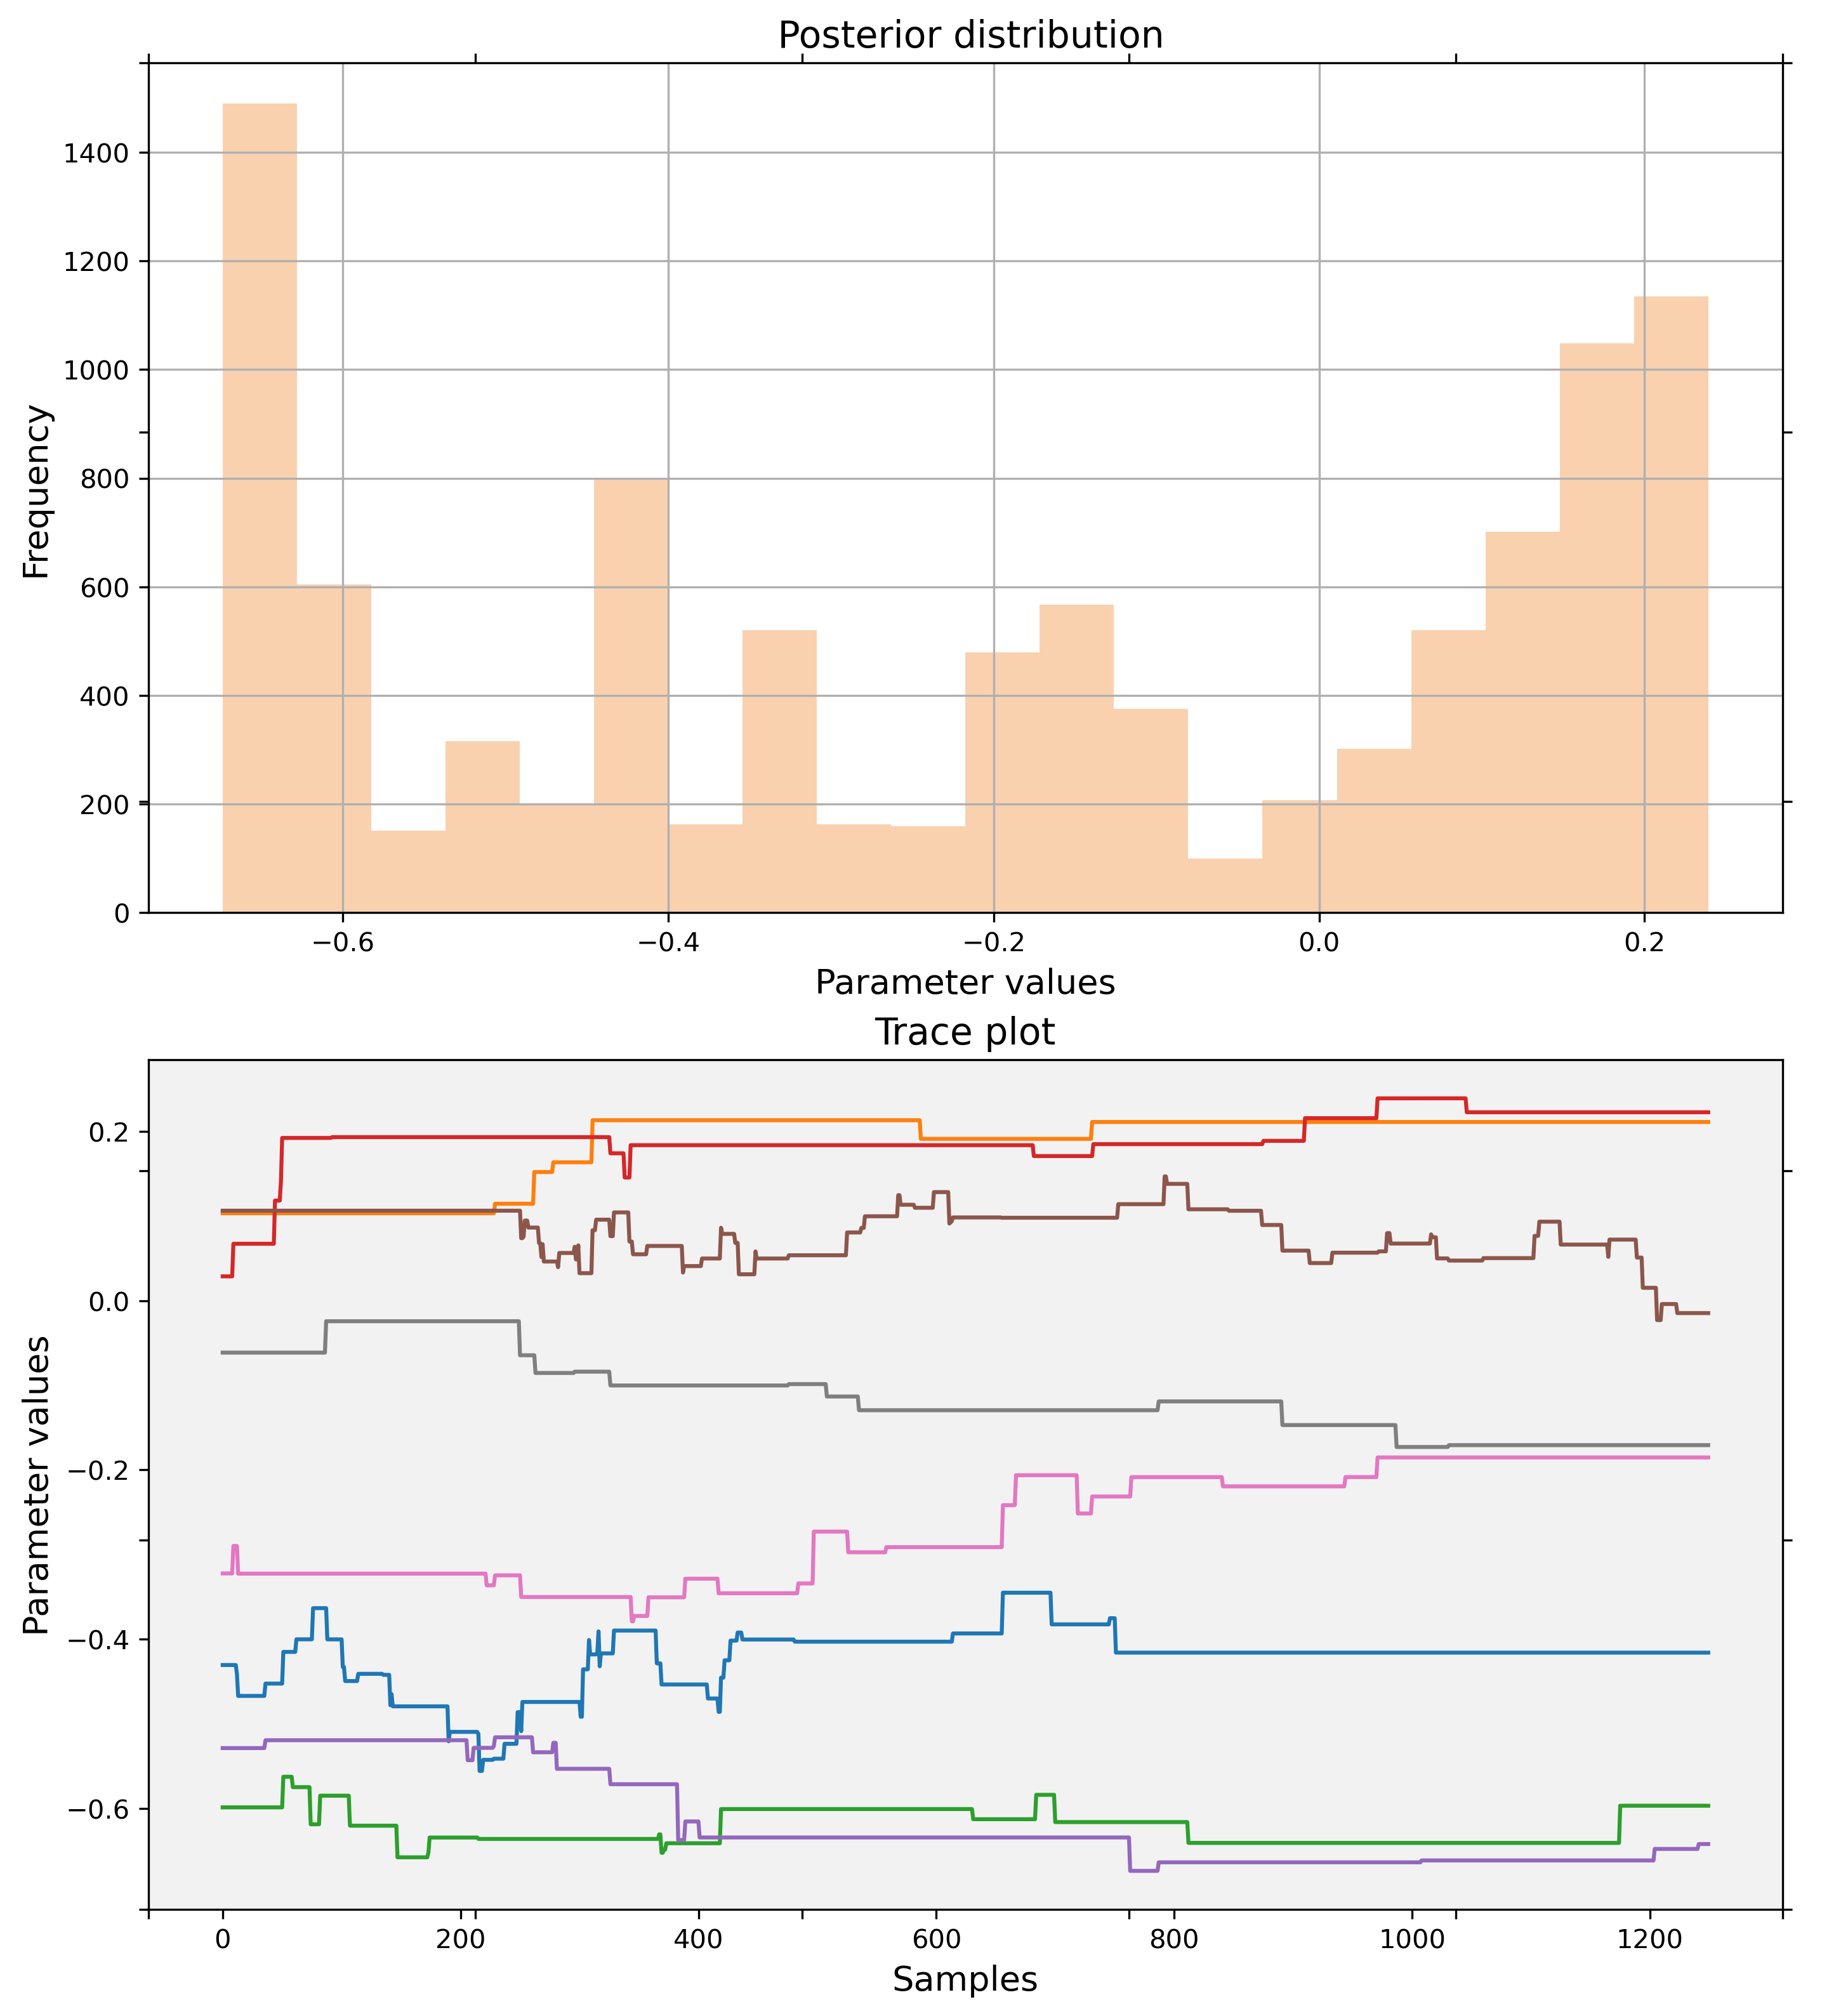 Posterior distribution
1400
1200
1000
800
600
400
200
0
Frequency
−0.6 −0.4 −0.2 0.0 0.2
Parameter values
Trace plot
0.2
0.0
−0.2
−0.4
−0.6
Parameter values
0 200 400 600 800 1000 1200
Samples